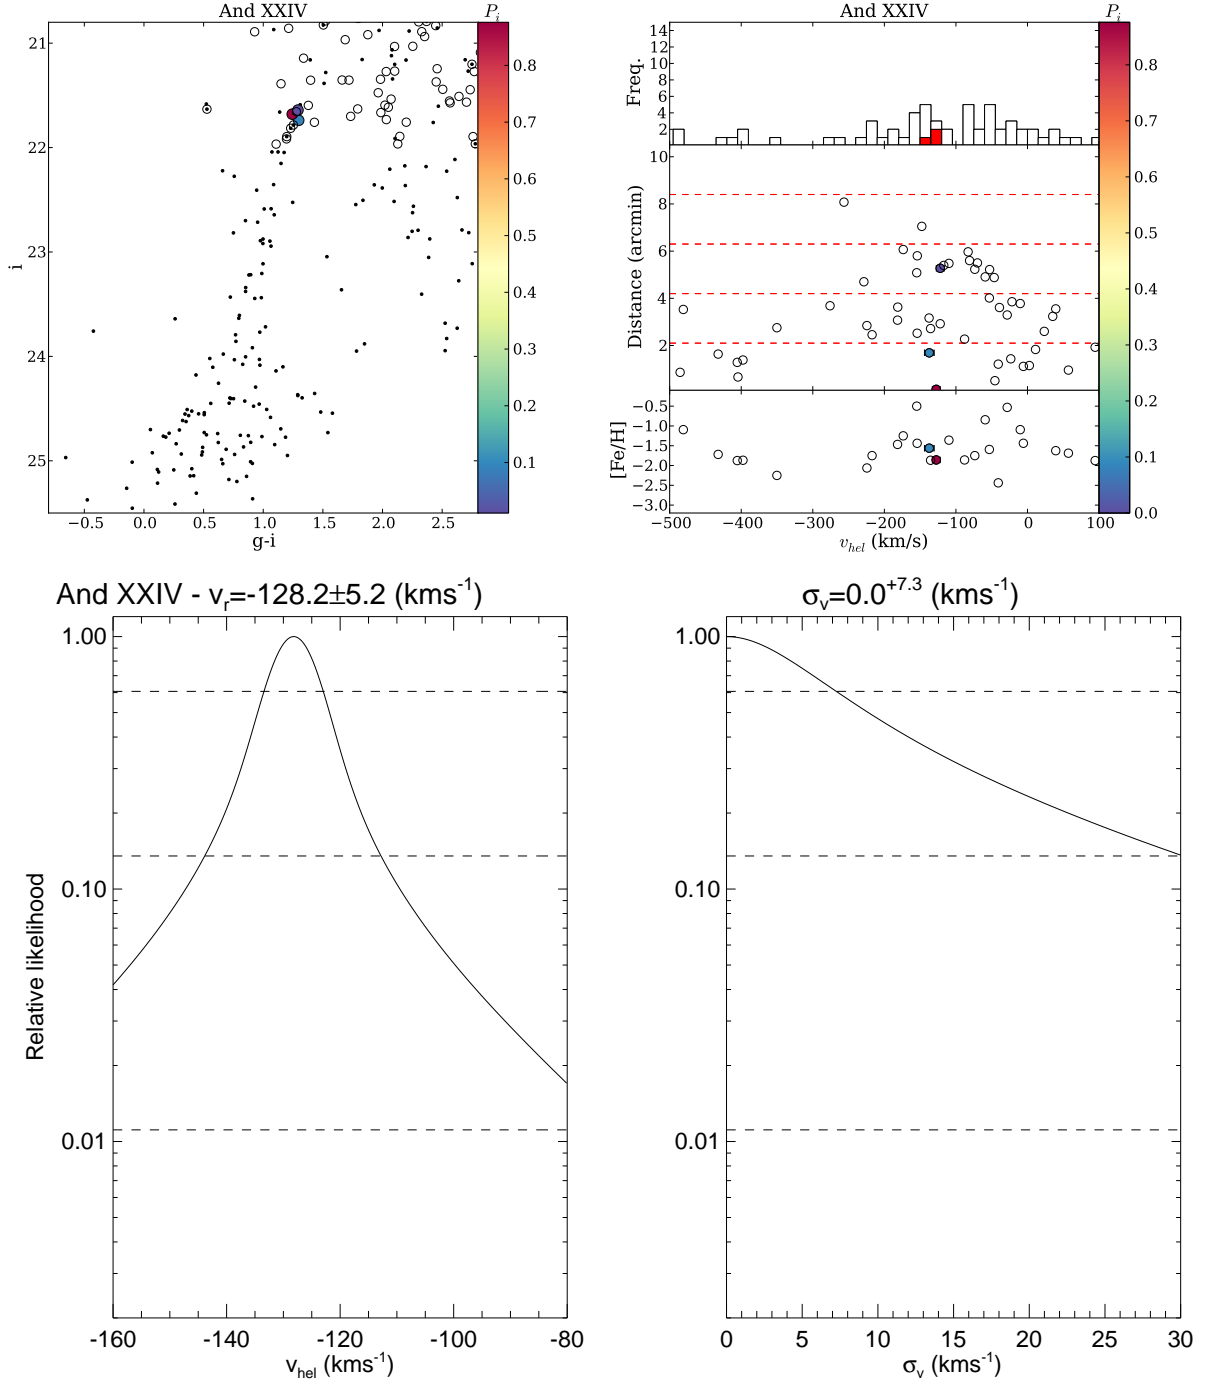 And XXIV
P_i
21
22
23
24
25
i
−0.5 0.0 0.5 1.0 1.5 2.0 2.5
g-i
0.8
0.7
0.6
0.5
0.4
0.3
0.2
0.1
And XXIV
P_i
14
12
10
8
6
4
2
Freq.
10
8
6
4
2
Distance (arcmin)
−0.5
−1.0
−1.5
−2.0
−2.5
−3.0
[Fe/H]
−500 −400 −300 −200 −100 0 100
v_hel (km/s)
0.8
0.7
0.6
0.5
0.4
0.3
0.2
0.1
0.0
And XXIV - v_r=-128.2±5.2 (kms⁻¹)
1.00
0.10
0.01
Relative likelihood
-160 -140 -120 -100 -80
v_hel (kms⁻¹)
σ_v=0.0⁺⁷·³ (kms⁻¹)
1.00
0.10
0.01
0 5 10 15 20 25 30
σ_v (kms⁻¹)